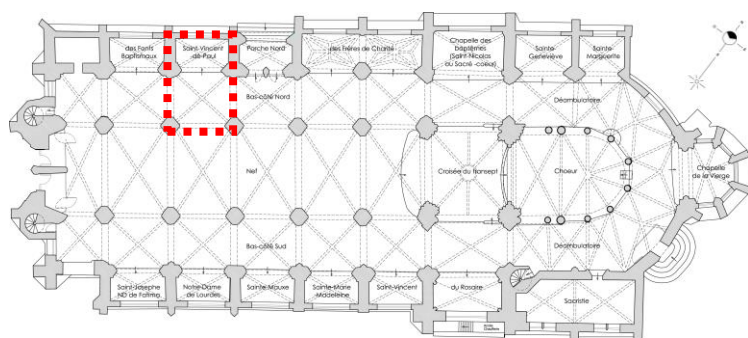 des Fonts
Baptismaux
Saint-Vincent
de-Paul
Porche Nord
des Frères de Charité
Chapelle des
baptêmes
(Saint-Nicolas
ou Sacré-coeur)
Sainte
Geneviève
Sainte
Marguerite
Bas-côté Nord
Déambulatoire
Nef
Croisée du transept
Choeur
Chapelle
de la Vierge
Bas-côté Sud
Déambulatoire
Saint-Josephe
ND de Fatima
Notre-Dame
de Lourdes
Sainte-Marie
Madeleine
Saint-Vincent
du Rosaire
Sacristie